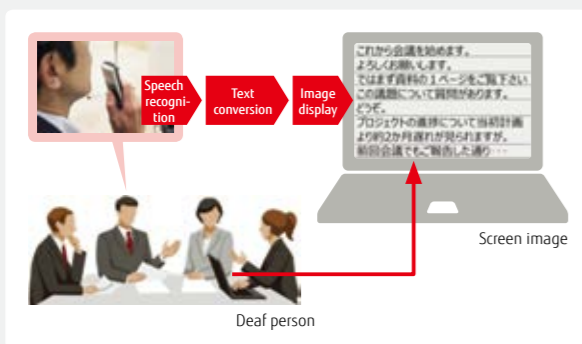 Speech
recogni-
tion
Text
conversion
Image
display
これから会議を始めます。
よろしくお願いします。
ではまず資料の1ページをご覧下さい
この議題について質問があります。
どうぞ。
プロジェクトの進捗について当初計画
より約2か月遅れが見られますが。
前回会議でもご報告した通り・・・
Screen image
Deaf person